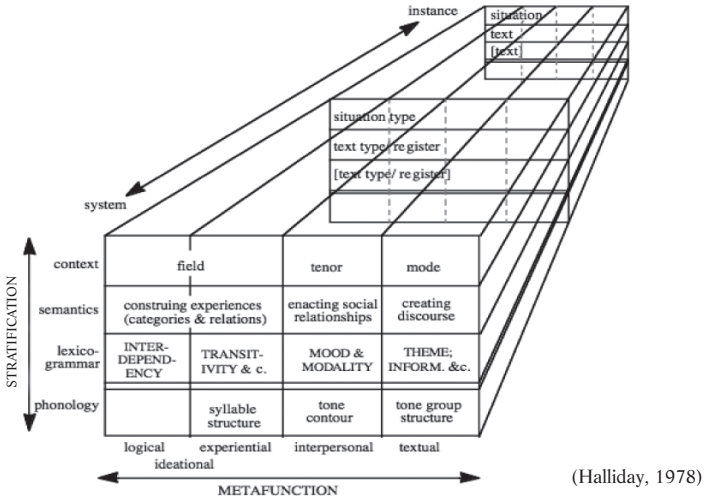 instance
situation
text
[text]
situation type
text type/ register
[text type/ register]
system
STRATIFICATION
context
field
tenor
mode
semantics
construing experiences
(categories & relations)
enacting social
relationships
creating
discourse
lexico-
grammar
INTER-
DEPEND-
ENCY
TRANSIT-
IVITY & c.
MOOD &
MODALITY
THEME;
INFORM. &c.
phonology
syllable
structure
tone
contour
tone group
structure
logical
experiential
interpersonal
textual
ideational
METAFUNCTION
(Halliday, 1978)